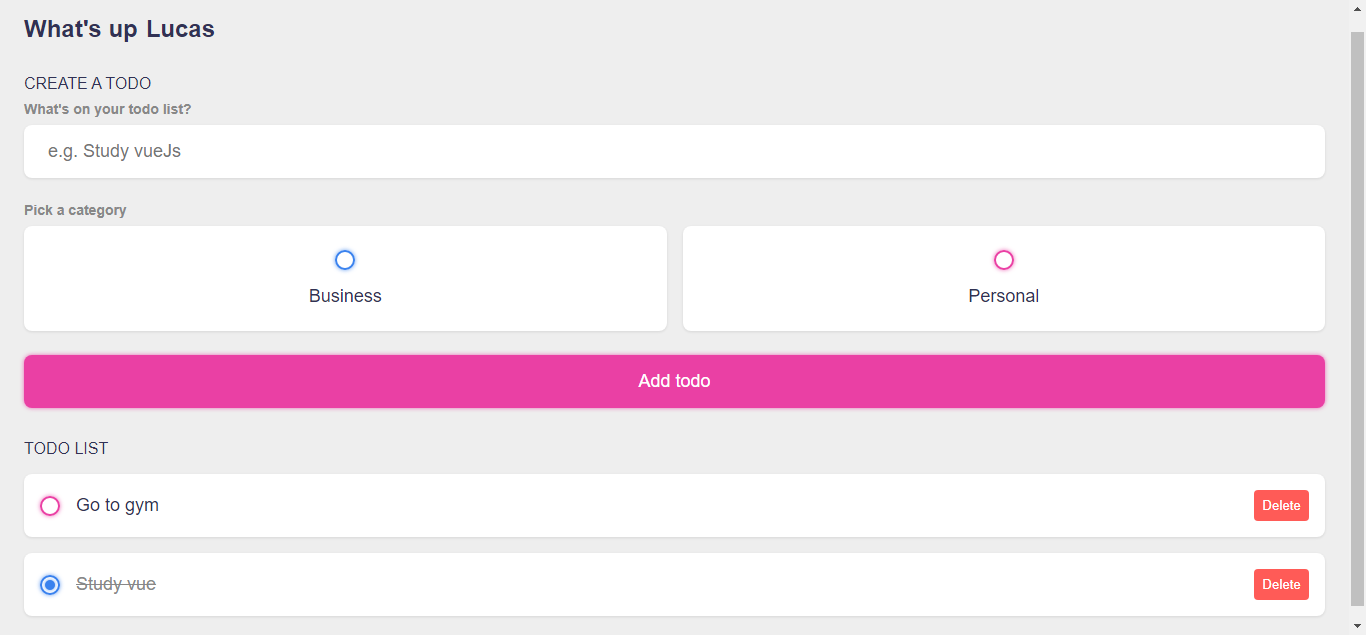 What's up Lucas
CREATE A TODO
What's on your todo list?
e.g. Study vueJs
Pick a category
Business
Personal
Add todo
TODO LIST
Go to gym
Delete
Study vue
Delete